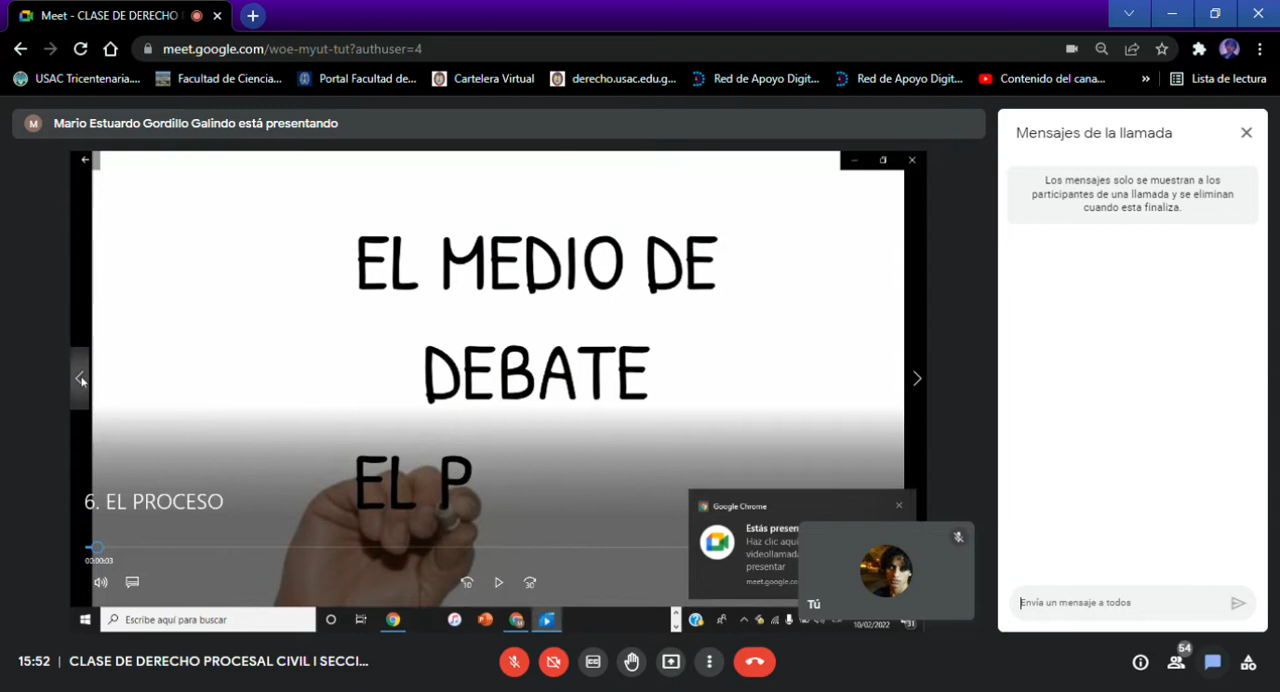 Meet - CLASE DE DERECHO
meet.google.com/woe-myut-tut?authuser=4
USAC Tricentenaria....
Facultad de Ciencia...
Portal Facultad de...
Cartelera Virtual
derecho.usac.edu.g...
Red de Apoyo Digit...
Red de Apoyo Digit...
Contenido del cana...
»
Lista de lectura
M
Mario Estuardo Gordillo Galindo está presentando
Mensajes de la llamada
Los mensajes solo se muestran a los
participantes de una llamada y se eliminan
cuando esta finaliza.
EL MEDIO DE
DEBATE
EL P
6. EL PROCESO
00:00:03
10
30
Google Chrome
Estás presen
Haz clic aquí
videollamada
presentar
meet.google.co
Tú
Escribe aquí para buscar
10/02/2022
Envía un mensaje a todos
15:52 | CLASE DE DERECHO PROCESAL CIVIL I SECCI...
54